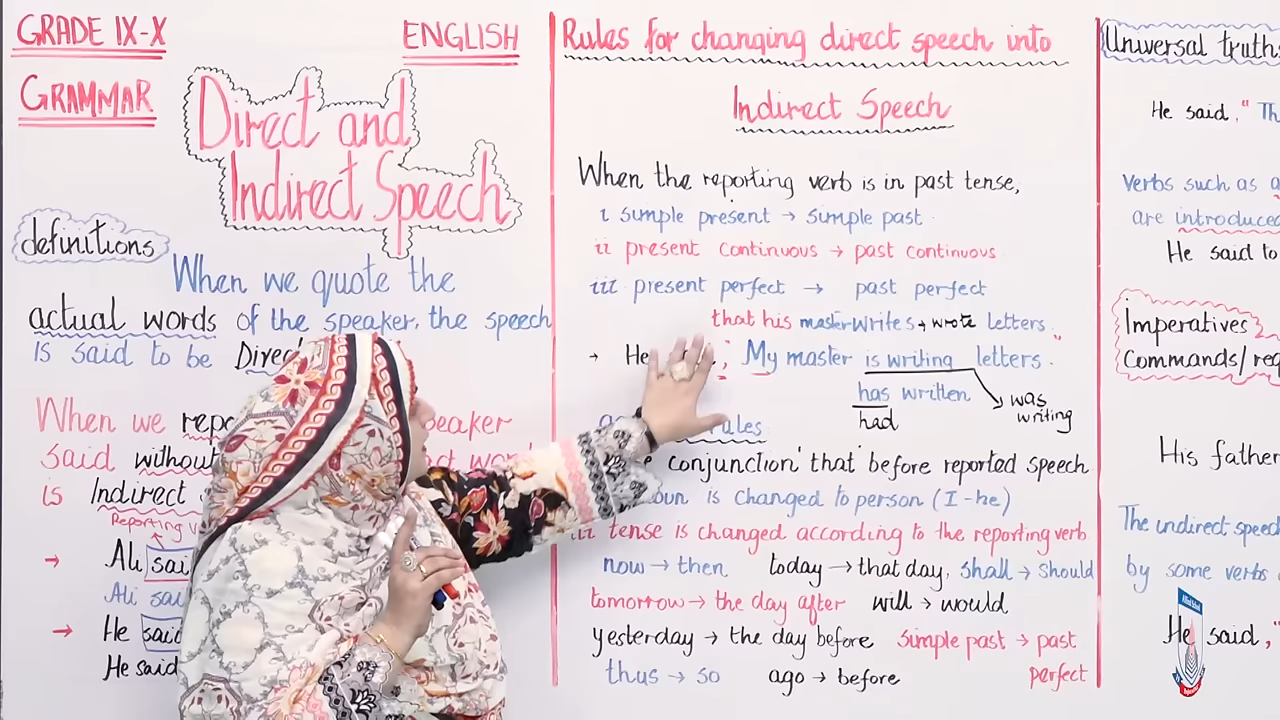 GRADE IX-X
ENGLISH
GRAMMAR
Direct and
Indirect Speech
definitions
When we quote the
actual words of the speaker, the speech
is said to be
When we
speaker
said without
is Indirect
Reporting
Ali
Ali
He said
He said
Rules for changing direct speech into
Indirect Speech
When the reporting verb is in past tense,
i simple present → simple past
ii present continuous → past continuous
iii present perfect → past perfect
that his master writes → wrote letters
→ He , " My master is writing letters . "
has written
had
was
writing
conjunction 'that' before reported speech
is changed to person (I-he)
iii tense is changed according to the reporting verb
now → then today → that day, shall → should
tomorrow → the day after will → would
yesterday → the day before simple past → past
perfect
thus → so ago → before
Universal truth
He said, "
verbs such as
are introduced
He said to
Imperatives
Commands/
His father
The indirect speech
by some verbs
He said, "